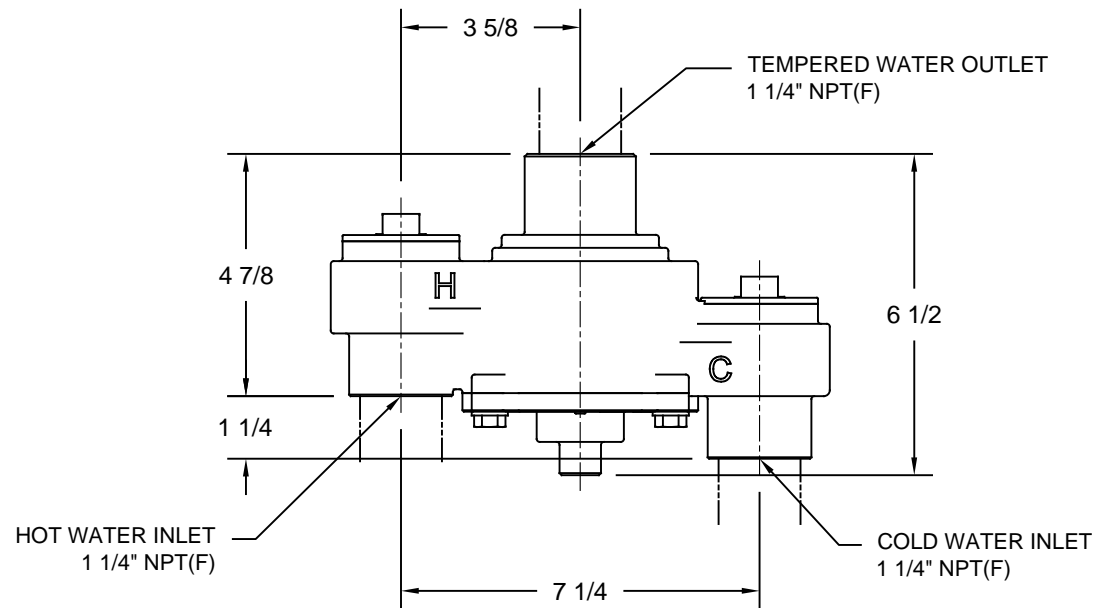 3 5/8
TEMPERED WATER OUTLET
1 1/4" NPT(F)
4 7/8
H
6 1/2
C
1 1/4
HOT WATER INLET
1 1/4" NPT(F)
COLD WATER INLET
1 1/4" NPT(F)
7 1/4